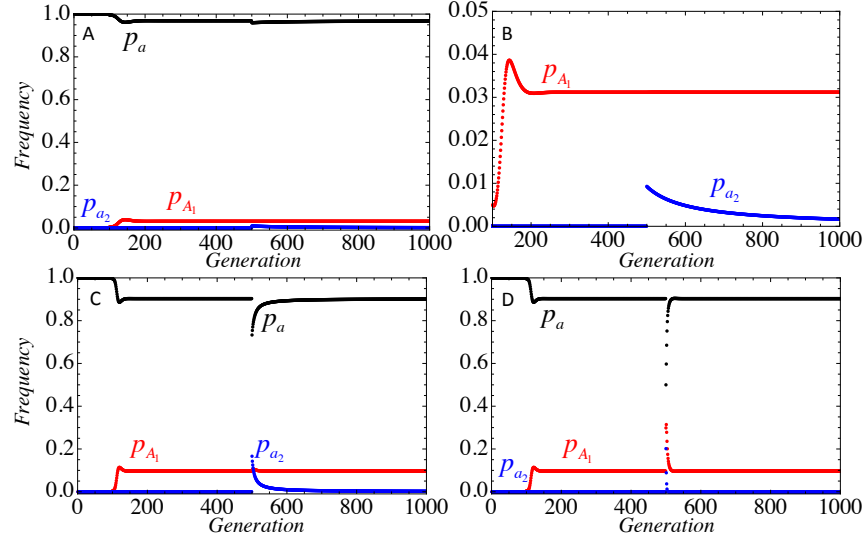 A
1.0
0.8
0.6
0.4
0.2
0.0
Frequency
p_a
p_{a_2}
p_{A_1}
0 200 400 600 800 1000
Generation
B
0.05
0.04
0.03
0.02
0.01
0.00
p_{A_1}
p_{a_2}
200 400 600 800 1000
Generation
C
1.0
0.8
0.6
0.4
0.2
0.0
Frequency
p_a
p_{A_1}
p_{a_2}
0 200 400 600 800 1000
Generation
D
1.0
0.8
0.6
0.4
0.2
0.0
p_a
p_{a_2}
p_{A_1}
0 200 400 600 800 1000
Generation